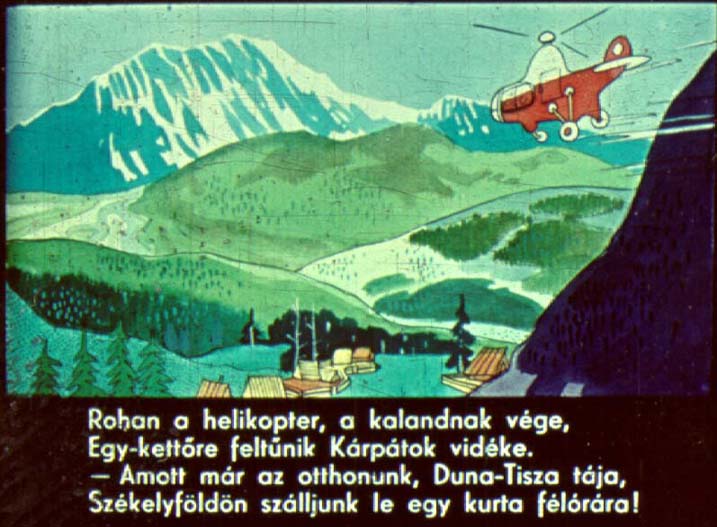 Rohan a helikopter, a kalandnak vége,
Egy-kettőre feltűnik Kárpátok vidéke.
— Amott már az otthonunk, Duna-Tisza tája,
Székelyföldön szálljunk le egy kurta félórára!